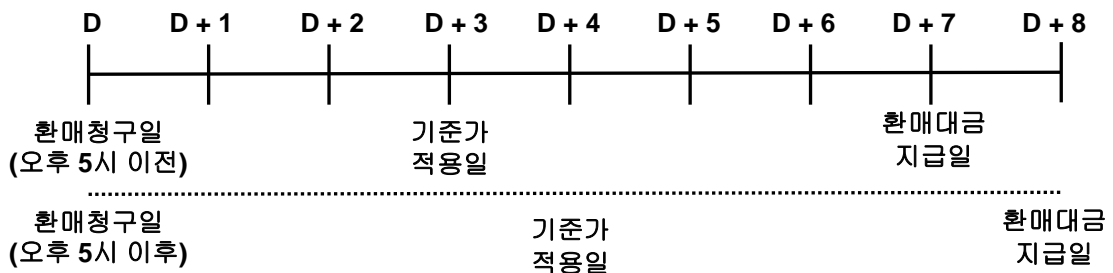 D D + 1 D + 2 D + 3 D + 4 D + 5 D + 6 D + 7 D + 8
환매청구일 기준가 환매대금
(오후 5시 이전) 적용일 지급일
환매청구일 기준가 환매대금
(오후 5시 이후) 적용일 지급일